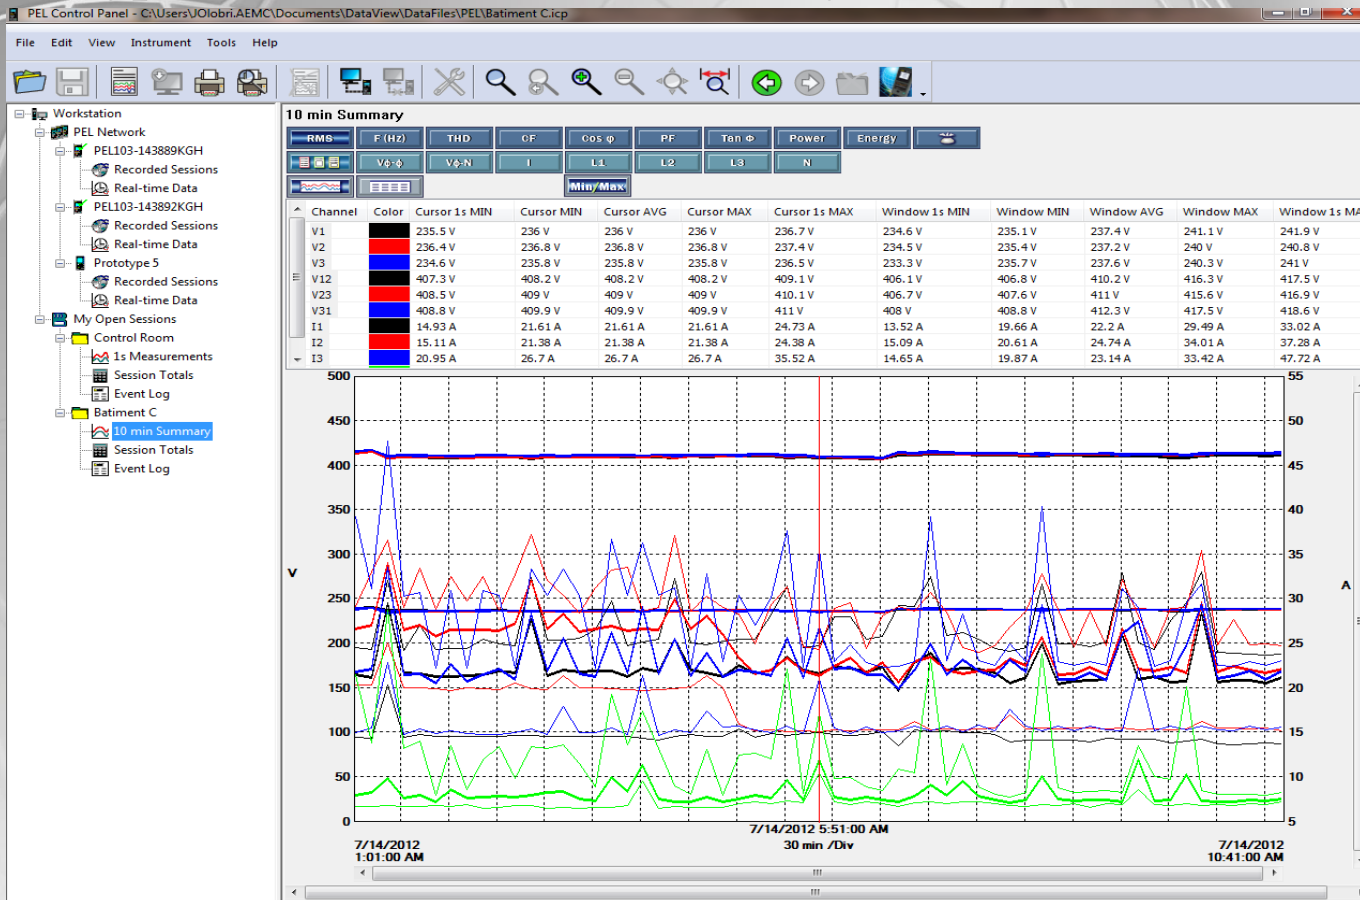 PEL Control Panel - C:\Users\JOlobri.AEMC\Documents\DataView\DataFiles\PEL\Batiment C.icp
File Edit View Instrument Tools Help
Workstation
PEL Network
PEL103-143889KGH
Recorded Sessions
Real-time Data
PEL103-143892KGH
Recorded Sessions
Real-time Data
Prototype 5
Recorded Sessions
Real-time Data
My Open Sessions
Control Room
1s Measurements
Session Totals
Event Log
Batiment C
10 min Summary
Session Totals
Event Log
10 min Summary
RMS F (HZ) THD CF Cos φ PF Tan Φ Power Energy
Vϕ-ϕ Vϕ-N I L1 L2 L3 N
Min/Max
Channel Color Cursor 1s MIN Cursor MIN Cursor AVG Cursor MAX Cursor 1s MAX Window 1s MIN Window MIN Window AVG Window MAX Window 1s MA
V1 235.5 V 236 V 236 V 236 V 236.7 V 234.6 V 235.1 V 237.4 V 241.1 V 241.9 V
V2 236.4 V 236.8 V 236.8 V 236.8 V 237.4 V 234.5 V 235.4 V 237.2 V 240 V 240.8 V
V3 234.6 V 235.8 V 235.8 V 235.8 V 236.5 V 233.3 V 235.7 V 237.6 V 240.3 V 241 V
V12 407.3 V 408.2 V 408.2 V 408.2 V 409.1 V 406.1 V 406.8 V 410.2 V 416.3 V 417.5 V
V23 408.5 V 409 V 409 V 409 V 410.1 V 406.7 V 407.6 V 411 V 415.6 V 416.9 V
V31 408.8 V 409.9 V 409.9 V 409.9 V 411 V 408 V 408.8 V 412.3 V 417.5 V 418.6 V
I1 14.93 A 21.61 A 21.61 A 21.61 A 24.73 A 13.52 A 19.66 A 22.2 A 29.49 A 33.02 A
I2 15.11 A 21.38 A 21.38 A 21.38 A 24.38 A 15.09 A 20.61 A 24.74 A 34.01 A 37.28 A
I3 20.95 A 26.7 A 26.7 A 26.7 A 35.52 A 14.65 A 19.87 A 23.14 A 33.42 A 47.72 A
500 55
450 50
400 45
350 40
300 35
V A
250 30
200 25
150 20
100 15
50 10
0 5
7/14/2012 5:51:00 AM
7/14/2012 30 min /Div 7/14/2012
1:01:00 AM 10:41:00 AM